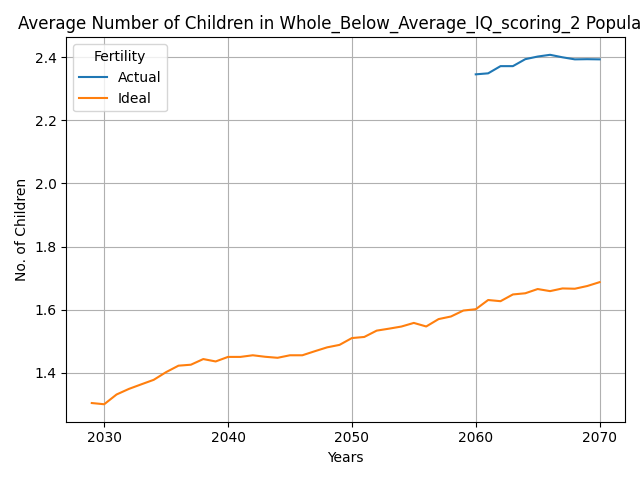 Average Number of Children in Whole_Below_Average_IQ_scoring_2 Popula
Fertility
Actual
Ideal
2.4
2.2
2.0
1.8
1.6
1.4
No. of Children
2030
2040
2050
2060
2070
Years